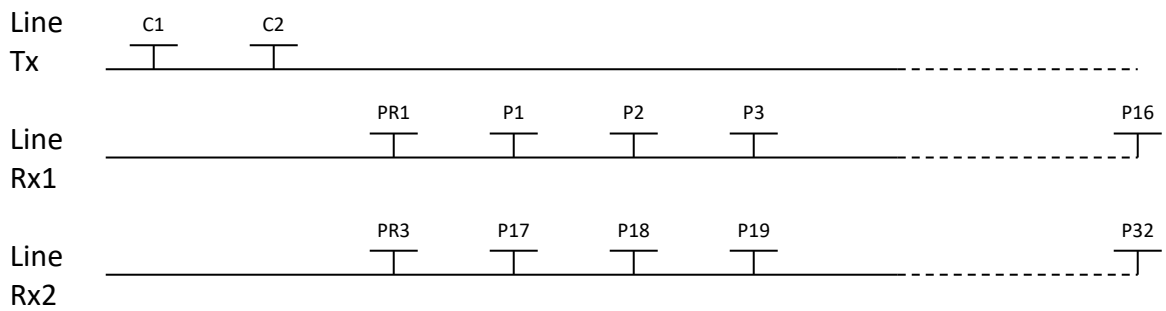 Line Tx
C1 C2
Line Rx1
PR1 P1 P2 P3 P16
Line Rx2
PR3 P17 P18 P19 P32